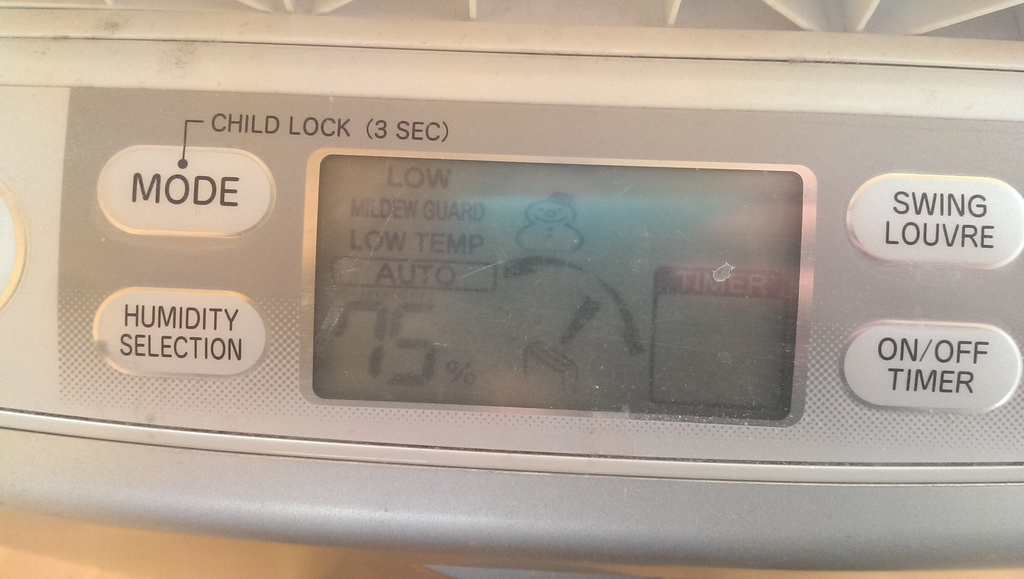 CHILD LOCK (3 SEC)
MODE
HUMIDITY
SELECTION
LOW
MILDEW GUARD
LOW TEMP
AUTO
75 %
TIMER
SWING
LOUVRE
ON/OFF
TIMER